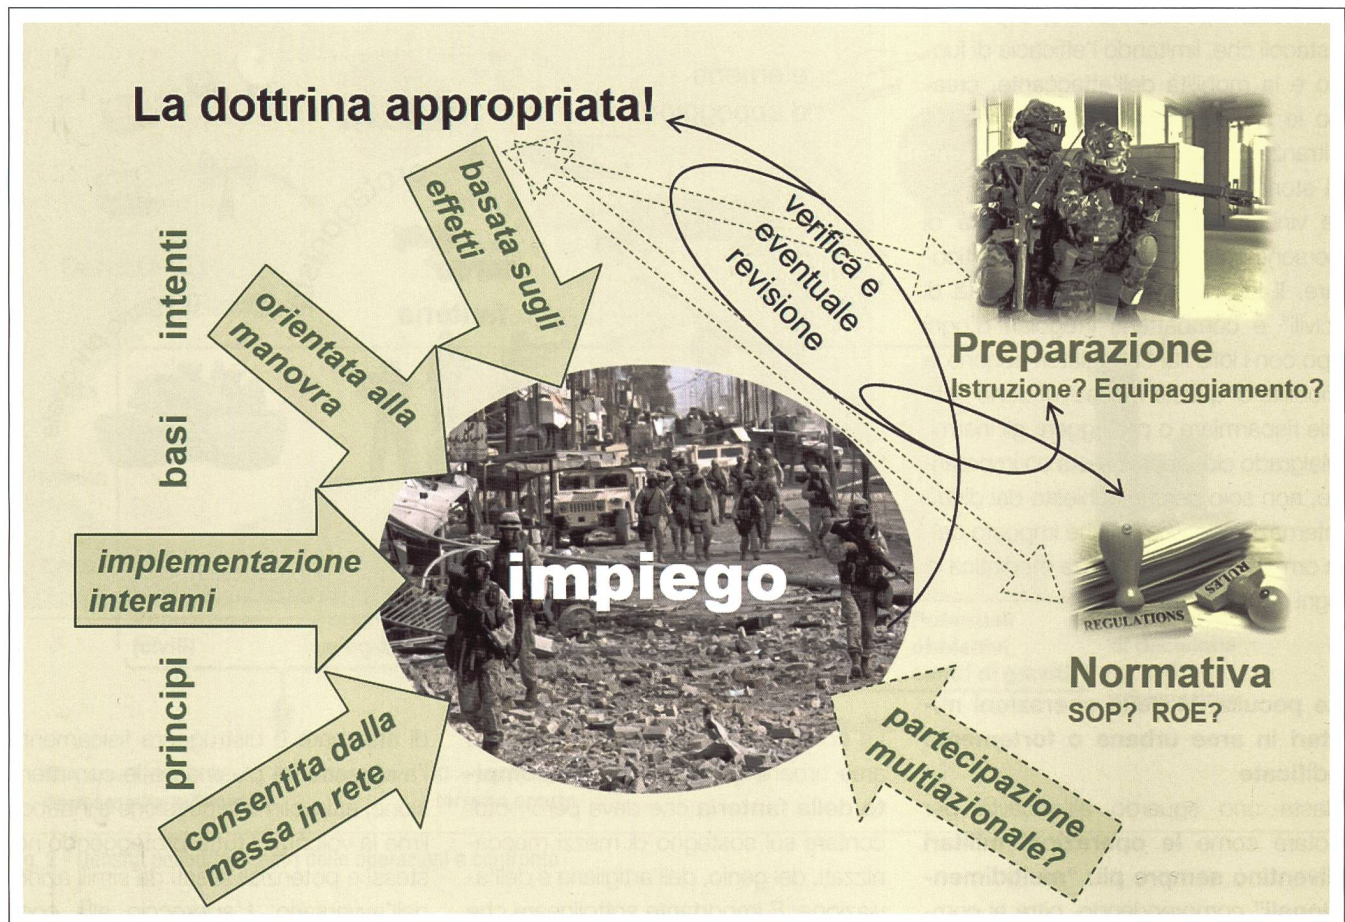 La dottrina appropriata!
basata sugli
effetti
orientata alla
manovra
implementazione
interami
consentita dalla
messa in rete
intenti
basi
principi
verifica e
eventuale
revisione
impiego
Preparazione
Istruzione? Equipaggiamento?
REGULATIONS
RULES
Normativa
SOP? ROE?
partecipazione
multiazionale?